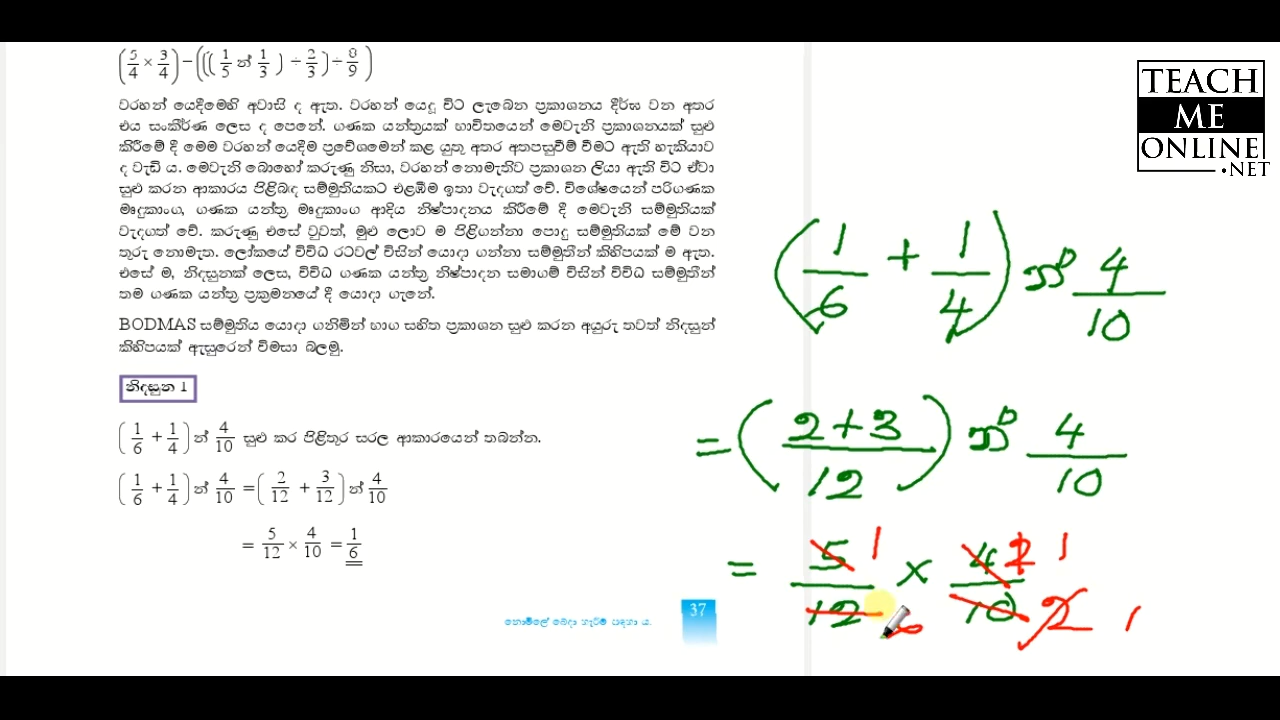 (5/4 × 3/4) − (((1/5 න් 1/3) ÷ 2/3) ÷ 8/9)
වරහන් යෙදීමෙහි අවාසි ද ඇත. වරහන් යෙදූ විට ලැබෙන ප්‍රකාශනය දීර්ඝ වන අතර
එය සංකීර්ණ ලෙස ද පෙනේ. ගණක යන්ත්‍රයක් භාවිතයෙන් මෙවැනි ප්‍රකාශනයක් සුළු
කිරීමේ දී මෙම වරහන් යෙදීම ප්‍රවේශමෙන් කළ යුතු අතර අතපසුවීම් වීමට ඇති හැකියාව
ද වැඩි ය. මෙවැනි බොහෝ කරුණු නිසා, වරහන් නොමැතිව ප්‍රකාශන ලියා ඇති විට ඒවා
සුළු කරන ආකාරය පිළිබඳ සම්මුතියකට එළඹීම ඉතා වැදගත් වේ. විශේෂයෙන් පරිගණක
මෘදුකාංග, ගණක යන්ත්‍ර මෘදුකාංග ආදිය නිෂ්පාදනය කිරීමේ දී මෙවැනි සම්මුතියක්
වැදගත් වේ. කරුණු එසේ වුවත්, මුළු ලොව ම පිළිගන්නා පොදු සම්මුතියක් මේ වන
තුරු නොමැත. ලෝකයේ විවිධ රටවල් විසින් යොදා ගන්නා සම්මුතීන් කිහිපයක් ම ඇත.
එසේ ම, නිදසුනක් ලෙස, විවිධ ගණක යන්ත්‍ර නිෂ්පාදන සමාගම් විසින් විවිධ සම්මුතීන්
තම ගණක යන්ත්‍ර ප්‍රක්‍රමනයේ දී යොදා ගැනේ.
BODMAS සම්මුතිය යොදා ගනිමින් භාග සහිත ප්‍රකාශන සුළු කරන අයුරු තවත් නිදසුන්
කිහිපයක් ඇසුරෙන් විමසා බලමු.
නිදසුන 1
(1/6 + 1/4) න් 4/10 සුළු කර පිළිතුර සරල ආකාරයෙන් තබන්න.
(1/6 + 1/4) න් 4/10 = (2/12 + 3/12) න් 4/10
= 5/12 × 4/10 = 1/6
නොමිලේ බෙදා හැරීම සඳහා ය.
37
TEACH
ME
ONLINE
.NET
(1/6 + 1/4) න් 4/10
= (2+3/12) න් 4/10
= 5/12 × 4/10
1 2 1
6 2 1